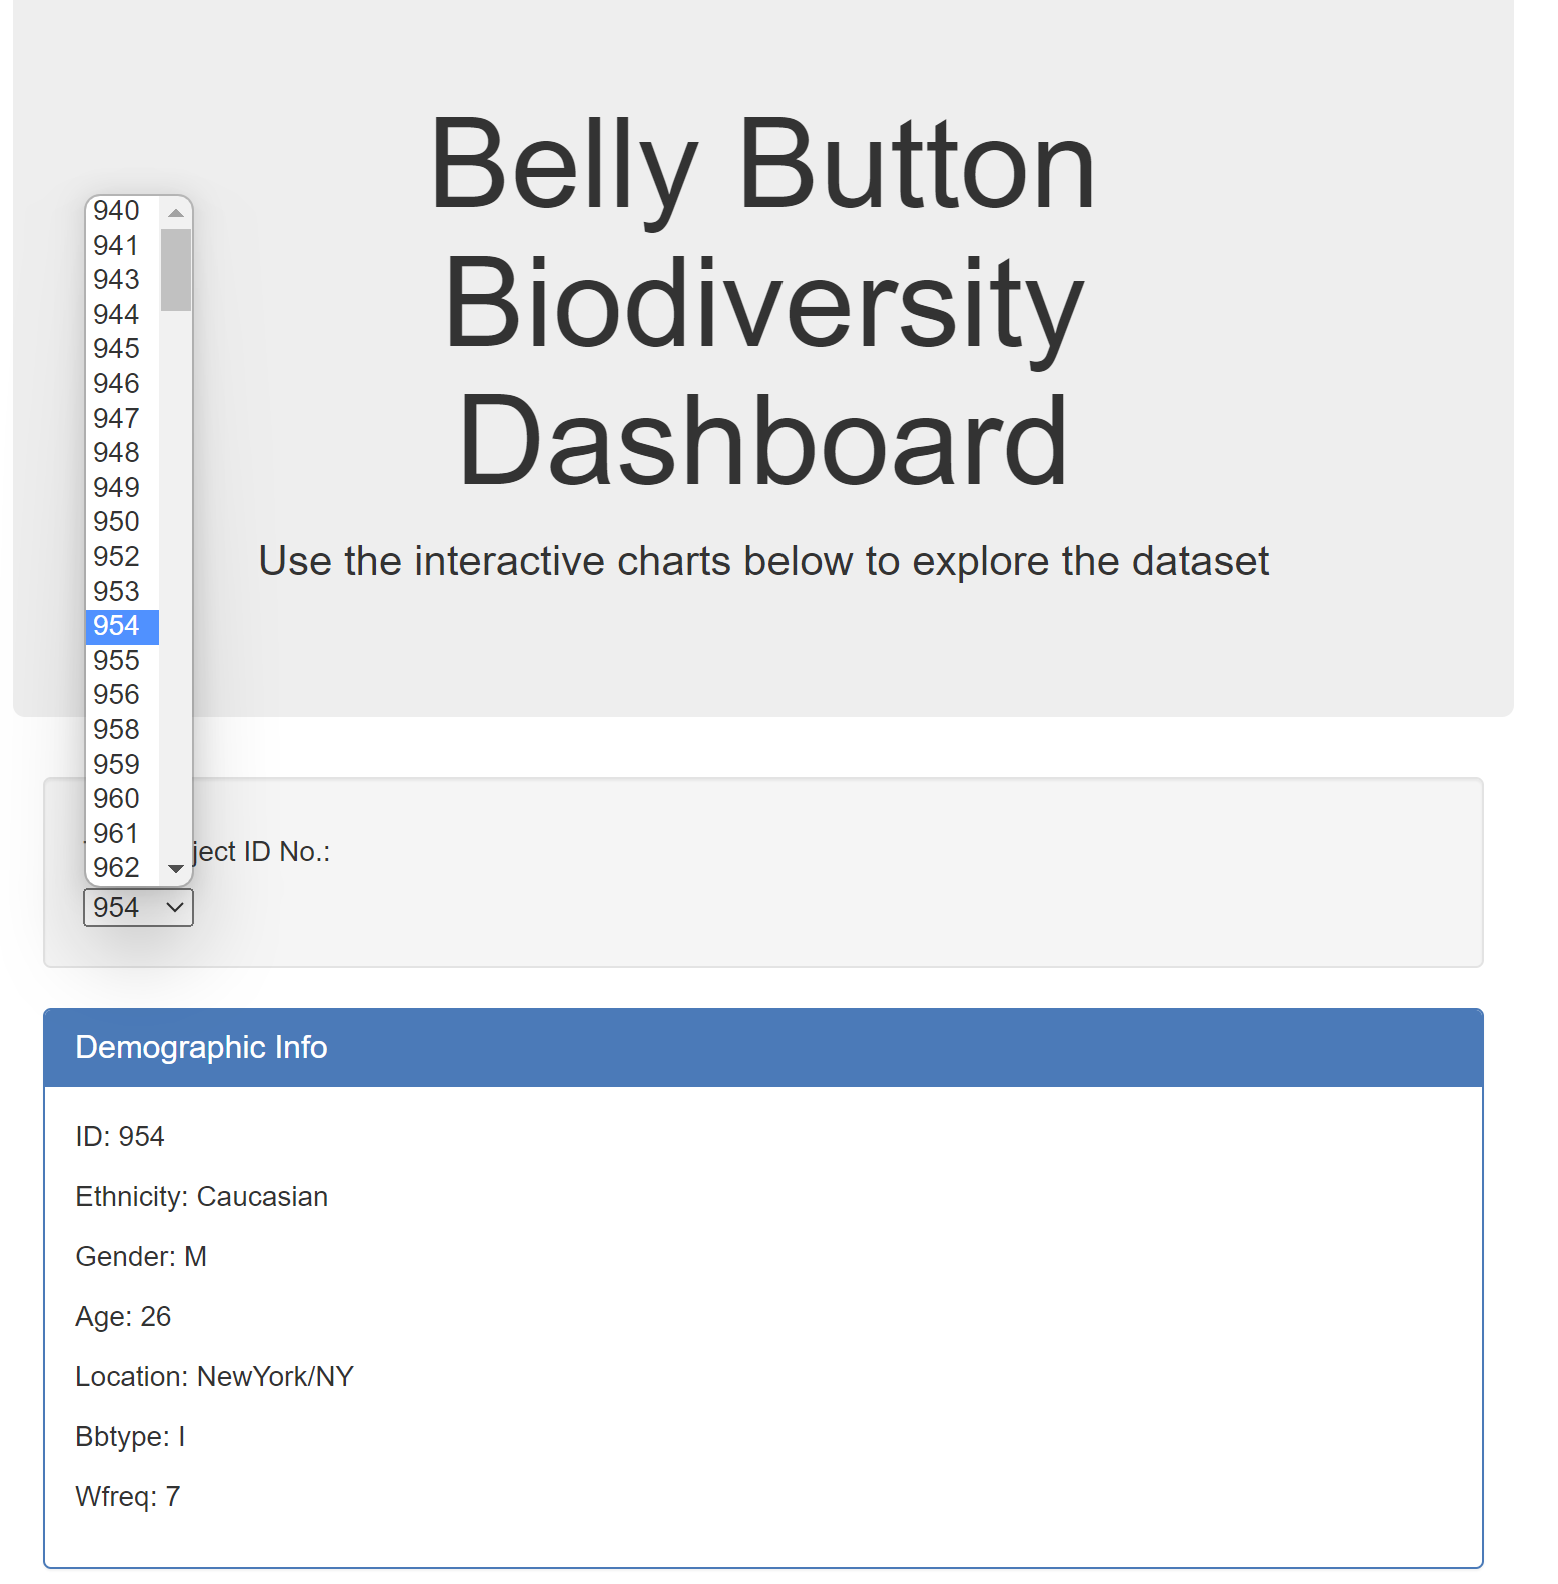 Belly Button
Biodiversity
Dashboard
Use the interactive charts below to explore the dataset
940
941
943
944
945
946
947
948
949
950
952
953
954
955
956
958
959
960
961
962
ject ID No.:
954
Demographic Info
ID: 954
Ethnicity: Caucasian
Gender: M
Age: 26
Location: NewYork/NY
Bbtype: I
Wfreq: 7